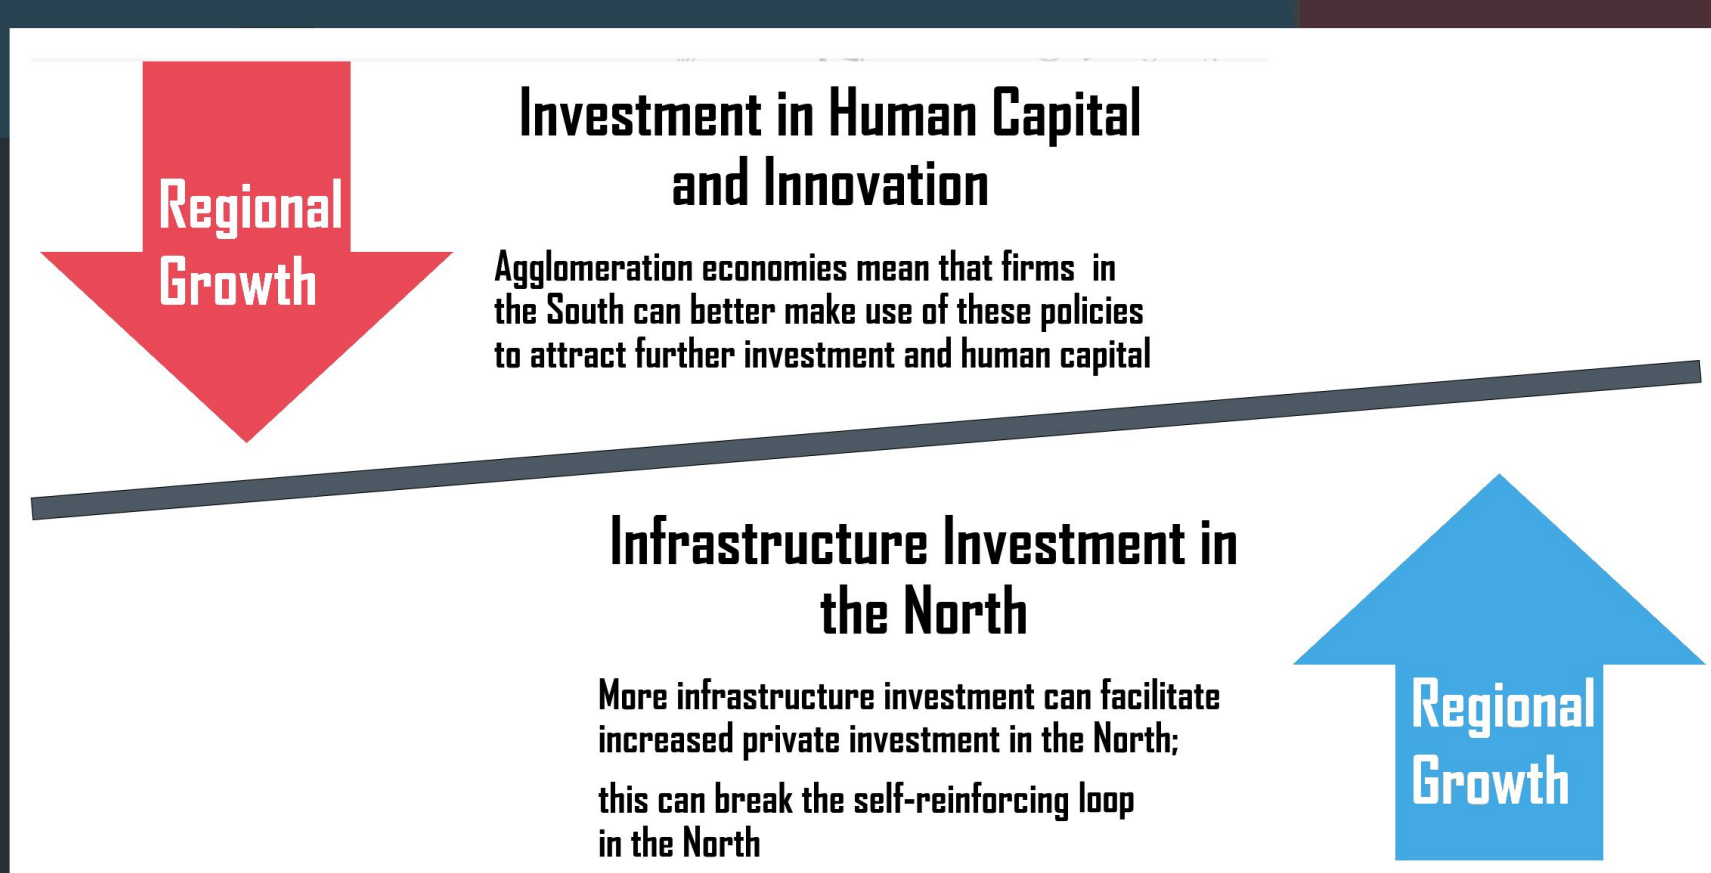 Investment in Human Capital
and Innovation
Regional
Growth
Agglomeration economies mean that firms in
the South can better make use of these policies
to attract further investment and human capital
Infrastructure Investment in
the North
More infrastructure investment can facilitate
increased private investment in the North;
this can break the self-reinforcing loop
in the North
Regional
Growth